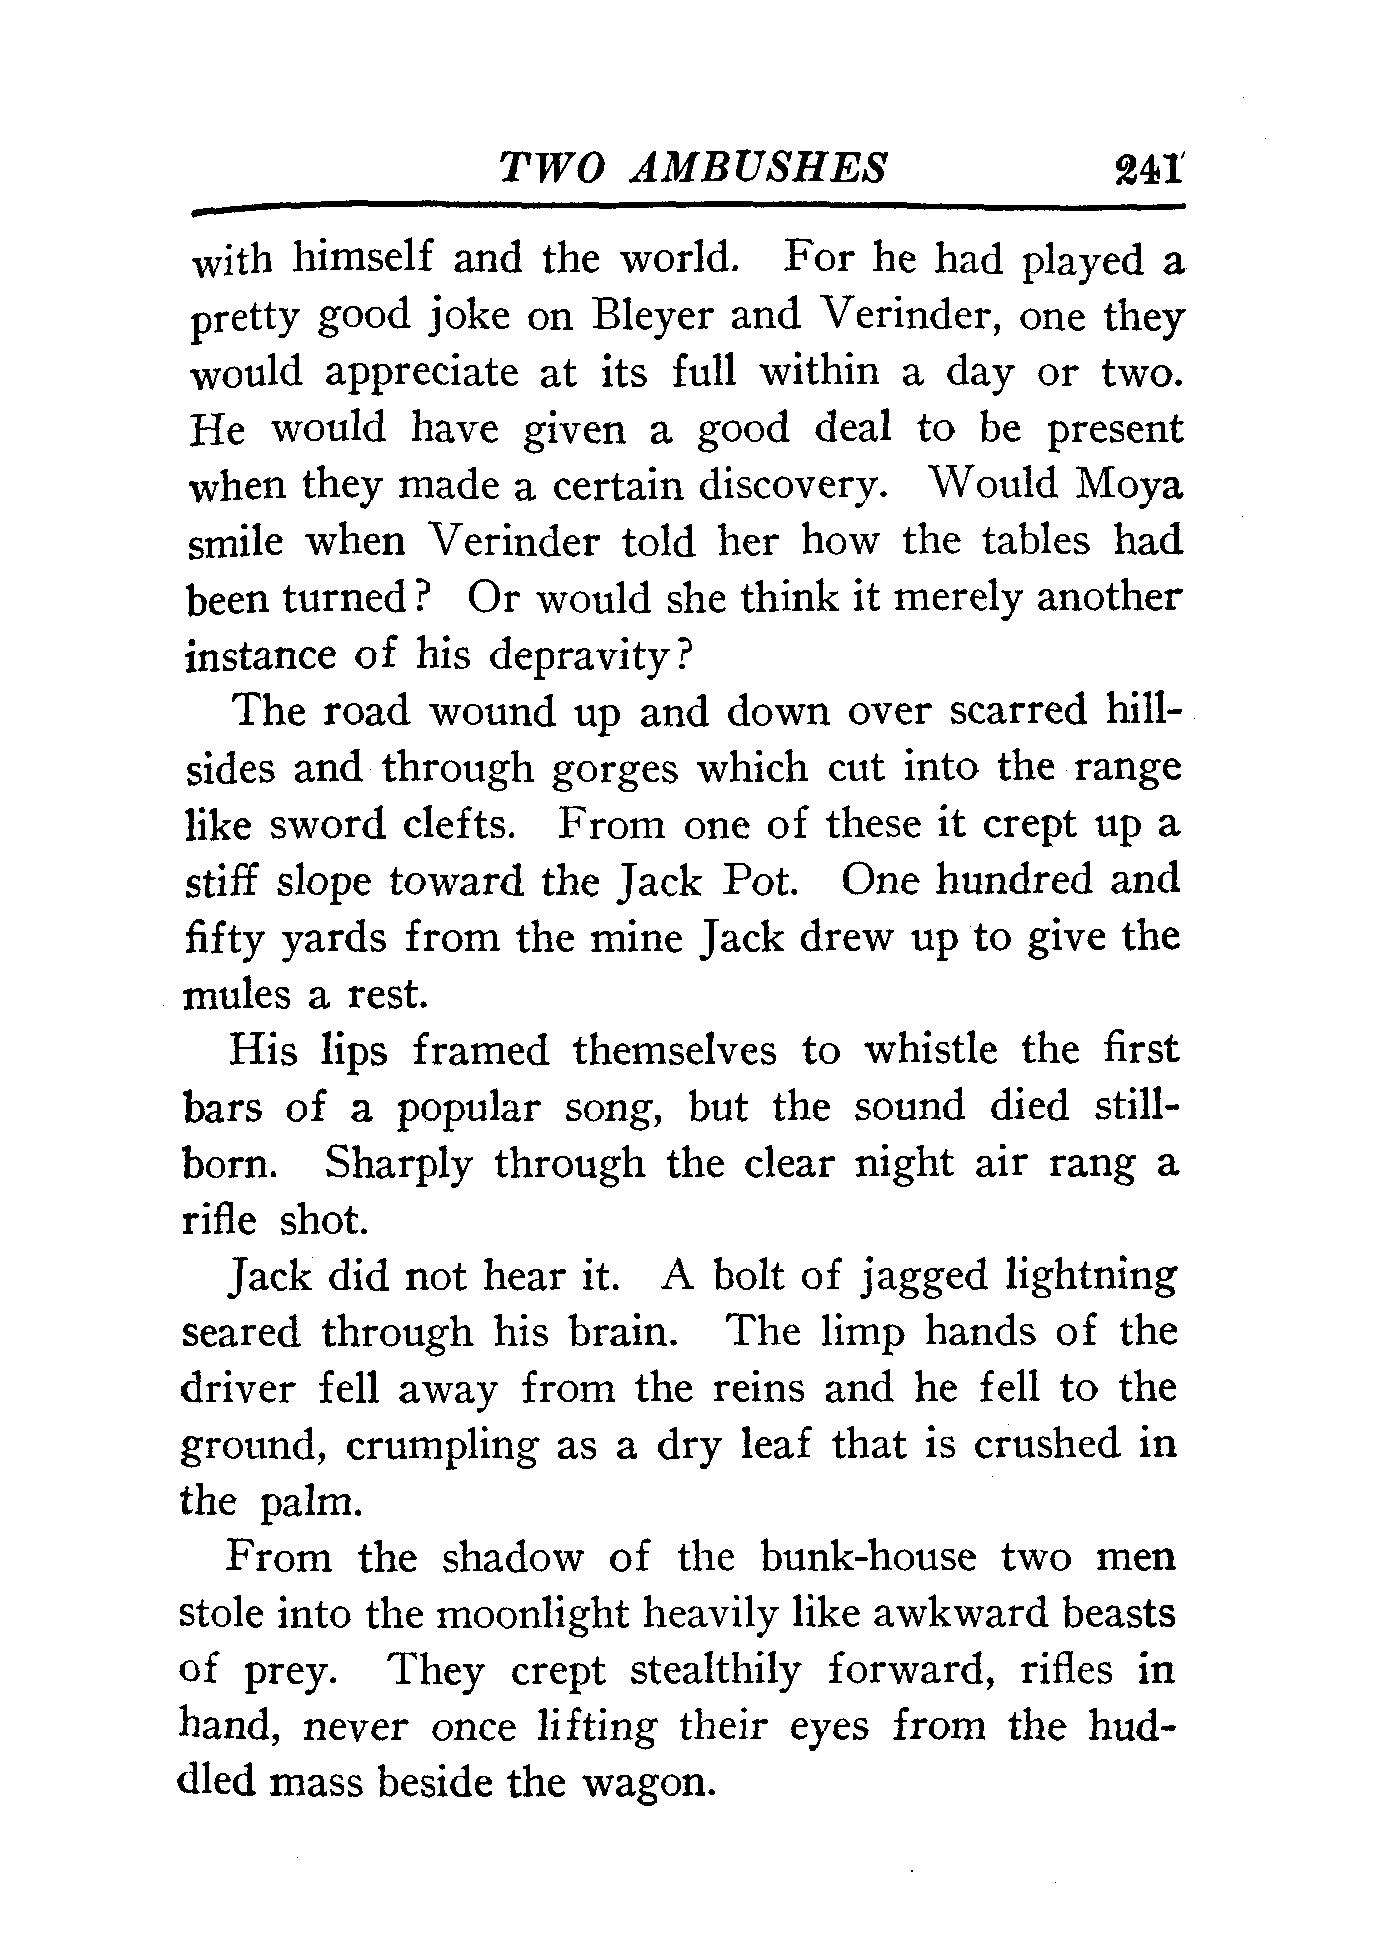 TWO AMBUSHES 241
with himself and the world. For he had played a
pretty good joke on Bleyer and Verinder, one they
would appreciate at its full within a day or two.
He would have given a good deal to be present
when they made a certain discovery. Would Moya
smile when Verinder told her how the tables had
been turned? Or would she think it merely another
instance of his depravity?
The road wound up and down over scarred hill-
sides and through gorges which cut into the range
like sword clefts. From one of these it crept up a
stiff slope toward the Jack Pot. One hundred and
fifty yards from the mine Jack drew up to give the
mules a rest.
His lips framed themselves to whistle the first
bars of a popular song, but the sound died still-
born. Sharply through the clear night air rang a
rifle shot.
Jack did not hear it. A bolt of jagged lightning
seared through his brain. The limp hands of the
driver fell away from the reins and he fell to the
ground, crumpling as a dry leaf that is crushed in
the palm.
From the shadow of the bunk-house two men
stole into the moonlight heavily like awkward beasts
of prey. They crept stealthily forward, rifles in
hand, never once lifting their eyes from the hud-
dled mass beside the wagon.